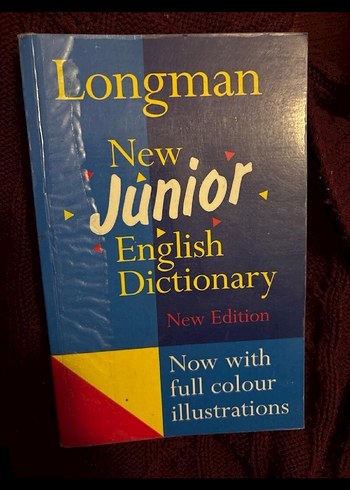 Longman
New
Junior
English
Dictionary
New Edition
Now with
full colour
illustrations